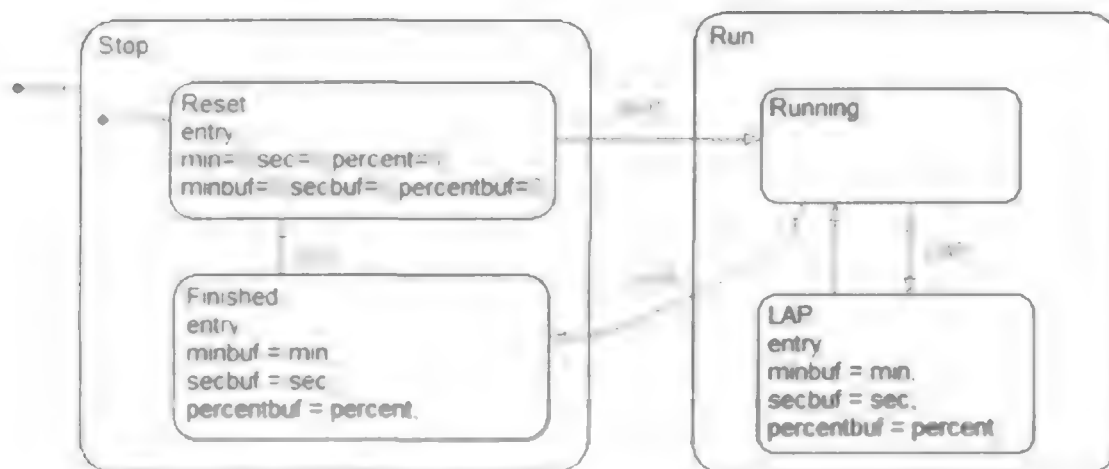 Stop
Reset
entry
min= sec= percent=
minbuf= secbuf= percentbuf=
Finished
entry
minbuf = min
secbuf = sec
percentbuf = percent,
Run
Running
LAP
entry
minbuf = min,
secbuf = sec,
percentbuf = percent